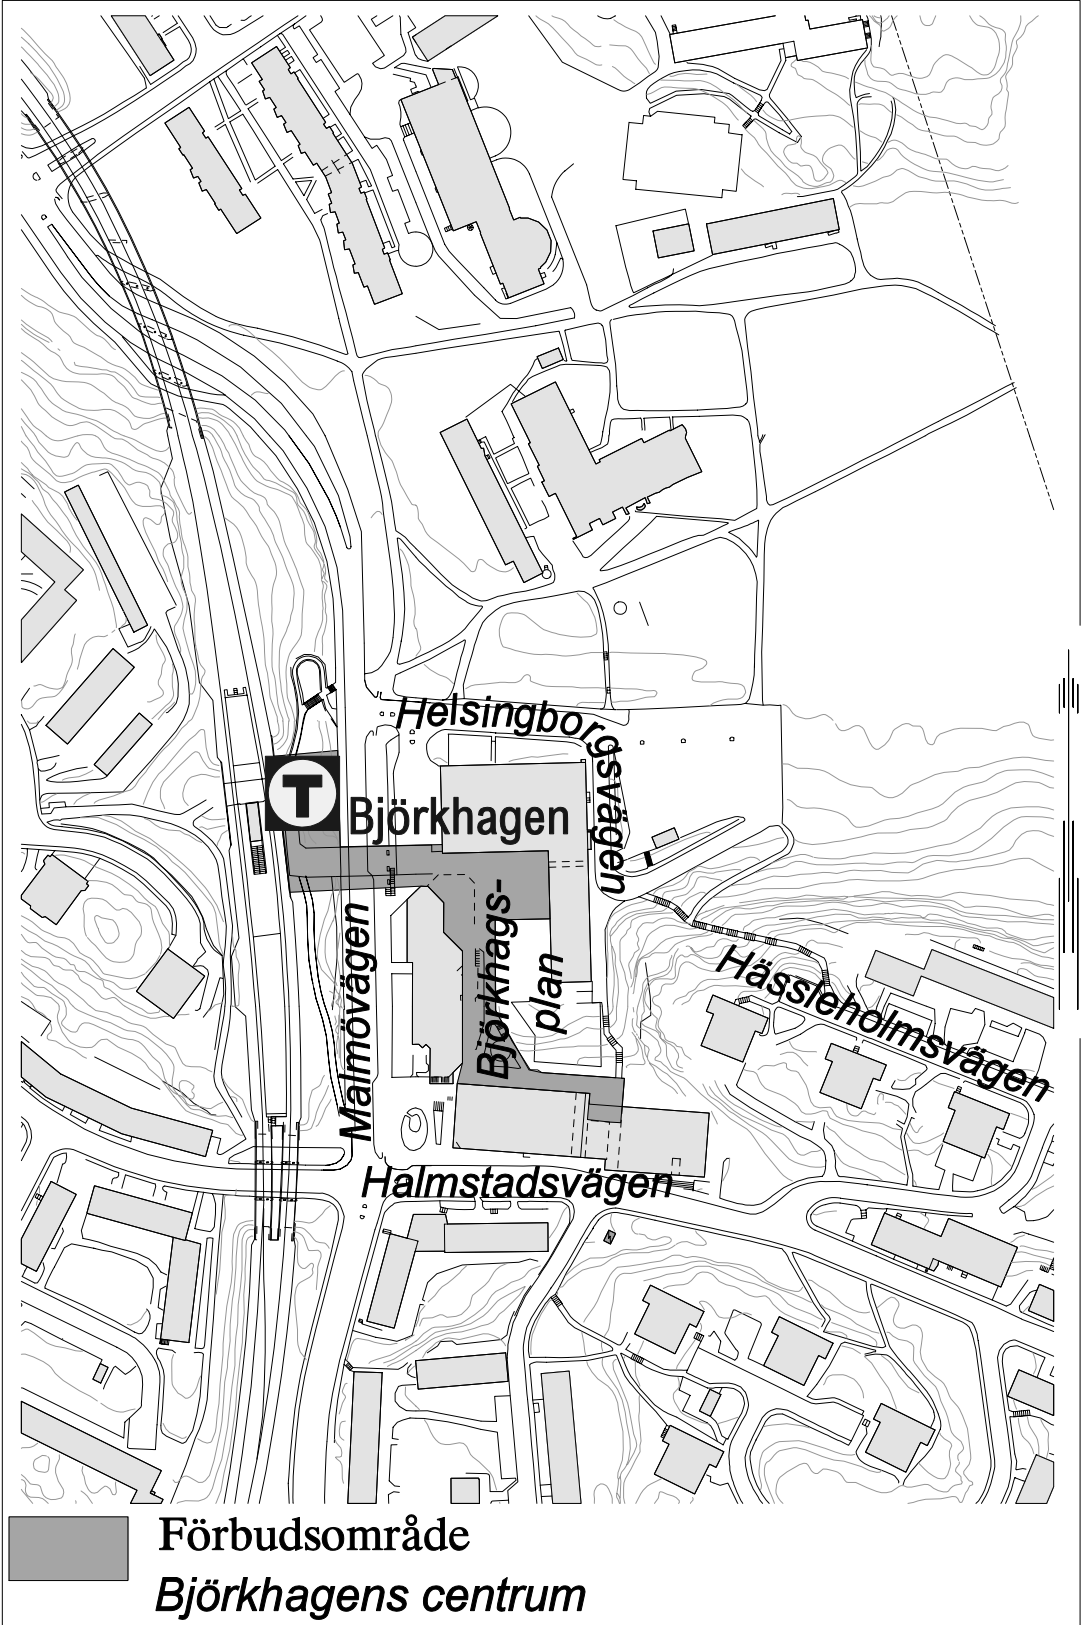 Helsingborgsvägen
T
Björkhagen
Malmövägen
Björkhags-
plan
Hässleholmsvägen
Halmstadsvägen
Förbudsområde
Björkhagens centrum